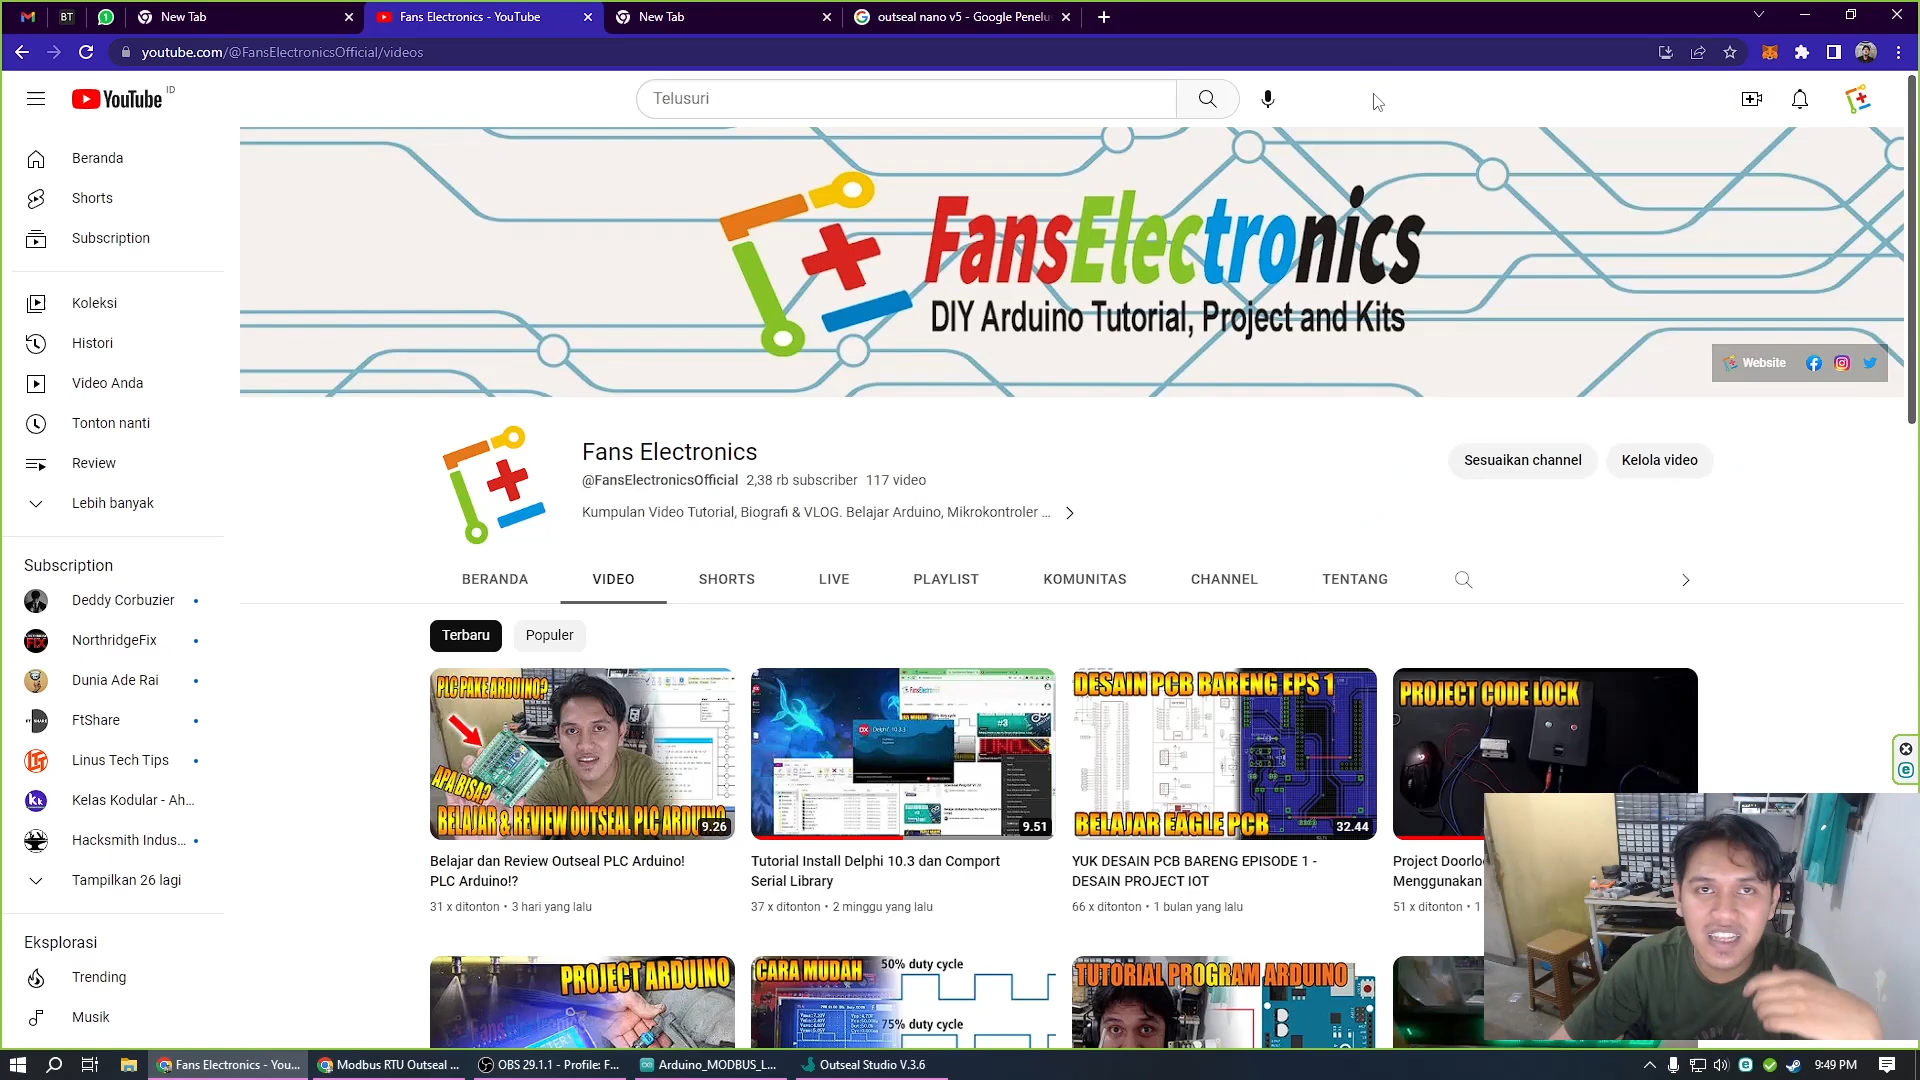 New Tab
Fans Electronics - YouTube
New Tab
outseal nano v5 - Google Penelu
youtube.com/@FansElectronicsOfficial/videos
YouTube ID
Telusuri
Beranda
Shorts
Subscription
Koleksi
Histori
Video Anda
Tonton nanti
Review
Lebih banyak
Subscription
Deddy Corbuzier
NorthridgeFix
Dunia Ade Rai
FtShare
Linus Tech Tips
Kelas Kodular - Ah...
Hacksmith Indus...
Tampilkan 26 lagi
Eksplorasi
Trending
Musik
FansElectronics
DIY Arduino Tutorial, Project and Kits
Website
Fans Electronics
@FansElectronicsOfficial 2,38 rb subscriber 117 video
Kumpulan Video Tutorial, Biografi & VLOG. Belajar Arduino, Mikrokontroler ...
Sesuaikan channel
Kelola video
BERANDA
VIDEO
SHORTS
LIVE
PLAYLIST
KOMUNITAS
CHANNEL
TENTANG
Terbaru
Populer
PLC PAKE ARDUINO?
APA BISA?
BELAJAR & REVIEW OUTSEAL PLC ARDUINO
9.26
Belajar dan Review Outseal PLC Arduino!
PLC Arduino!?
31 x ditonton • 3 hari yang lalu
Delphi 10.3.3
#3
9.51
Tutorial Install Delphi 10.3 dan Comport
Serial Library
37 x ditonton • 2 minggu yang lalu
DESAIN PCB BARENG EPS 1
BELAJAR EAGLE PCB
32.44
YUK DESAIN PCB BARENG EPISODE 1 -
DESAIN PROJECT IOT
66 x ditonton • 1 bulan yang lalu
PROJECT CODE LOCK
Project Doorlo
Menggunakan
51 x ditonton • 1
PROJECT ARDUINO
CARA MUDAH
50% duty cycle
75% duty cycle
TUTORIAL PROGRAM ARDUINO
Fans Electronics - You...
Modbus RTU Outseal ...
OBS 29.1.1 - Profile: F...
Arduino_MODBUS_L...
Outseal Studio V.3.6
9:49 PM